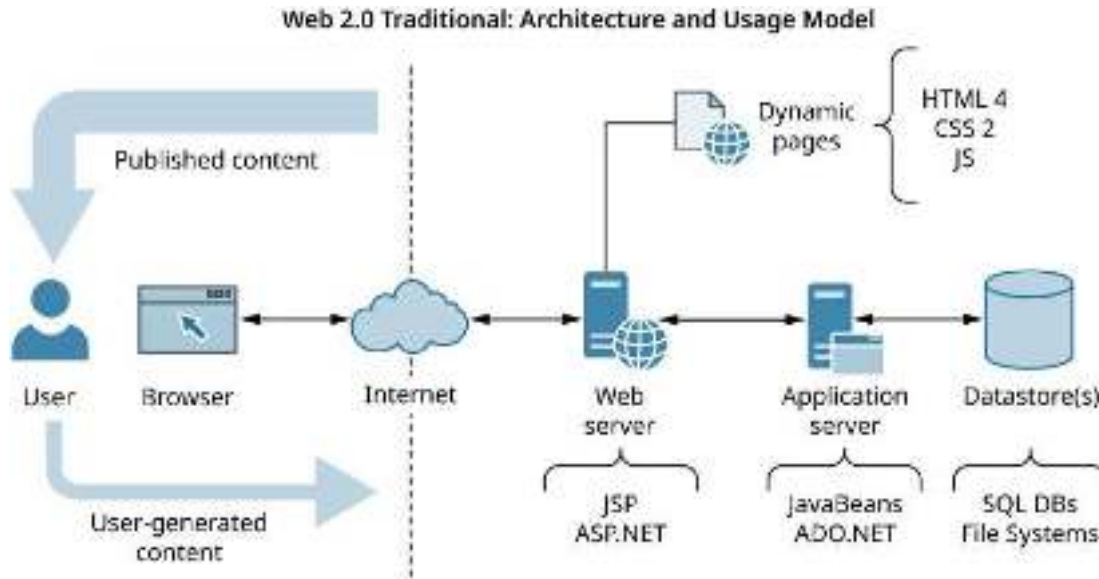 Web 2.0 Traditional: Architecture and Usage Model
Published content
Dynamic
pages
HTML 4
CSS 2
JS
User
Browser
Internet
Web
server
Application
server
Datastore(s)
User-generated
content
JSP
ASP.NET
JavaBeans
ADO.NET
SQL DBs
File Systems